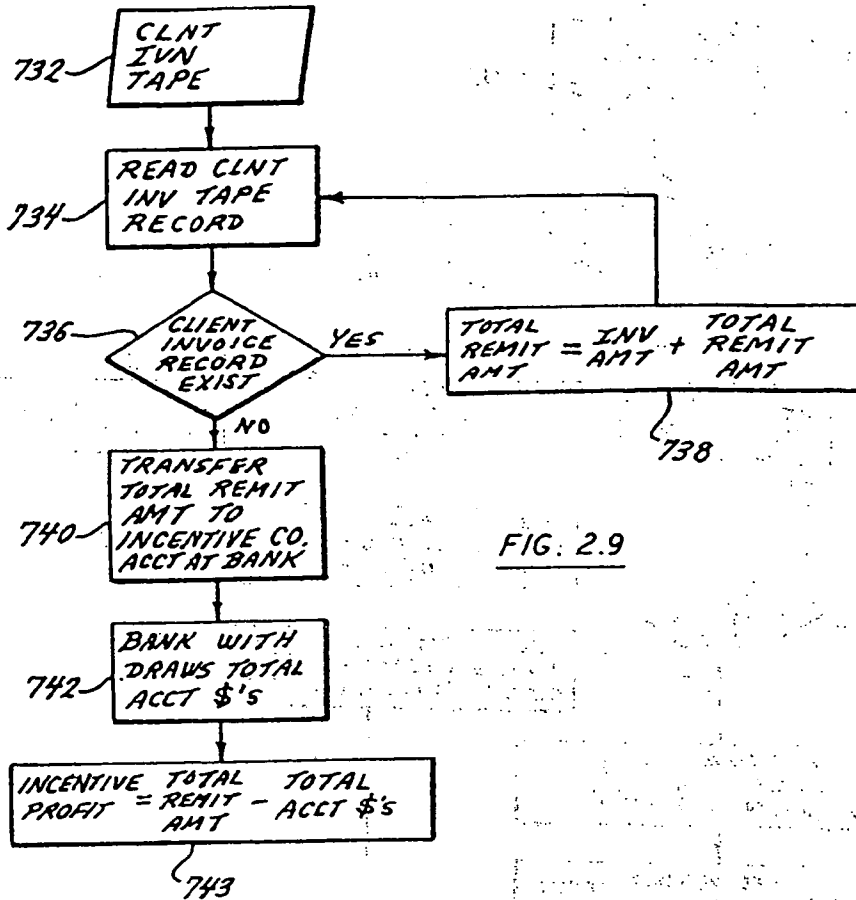 CLNT
IVN
TAPE
732
READ CLNT
INV TAPE
RECORD
734
CLIENT
INVOICE
RECORD
EXIST
736
YES
TOTAL
REMIT
AMT
=
INV
AMT
+
TOTAL
REMIT
AMT
738
NO
TRANSFER
TOTAL REMIT
AMT TO
INCENTIVE CO.
ACCT AT BANK
740
FIG. 2.9
BANK WITH
DRAWS TOTAL
ACCT $'s
742
INCENTIVE
PROFIT
=
TOTAL
REMIT
AMT
-
TOTAL
ACCT $'s
743